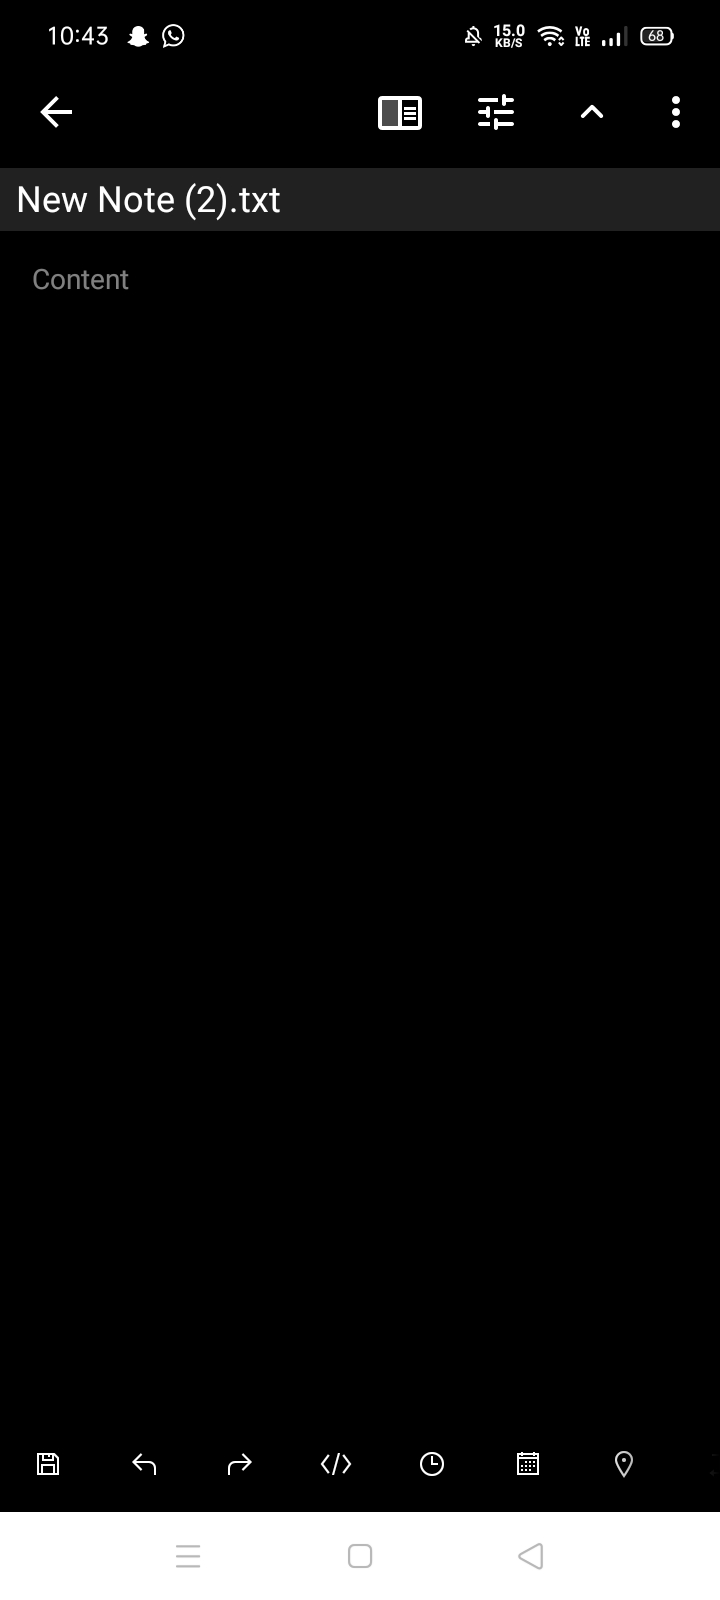 10:43
15.0
KB/S
Vo
LTE
68
New Note (2).txt
Content